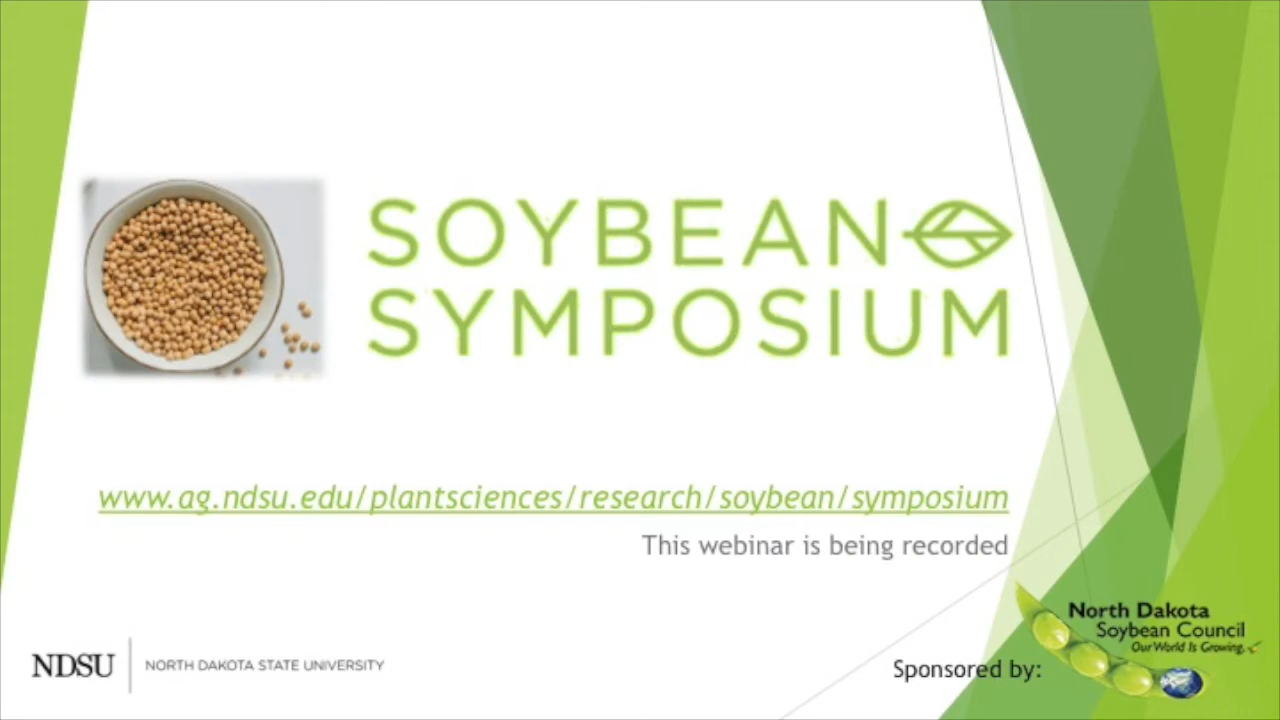 SOYBEAN
SYMPOSIUM
www.ag.ndsu.edu/plantsciences/research/soybean/symposium
This webinar is being recorded
NDSU NORTH DAKOTA STATE UNIVERSITY
Sponsored by:
North Dakota
Soybean Council
Our World Is Growing.